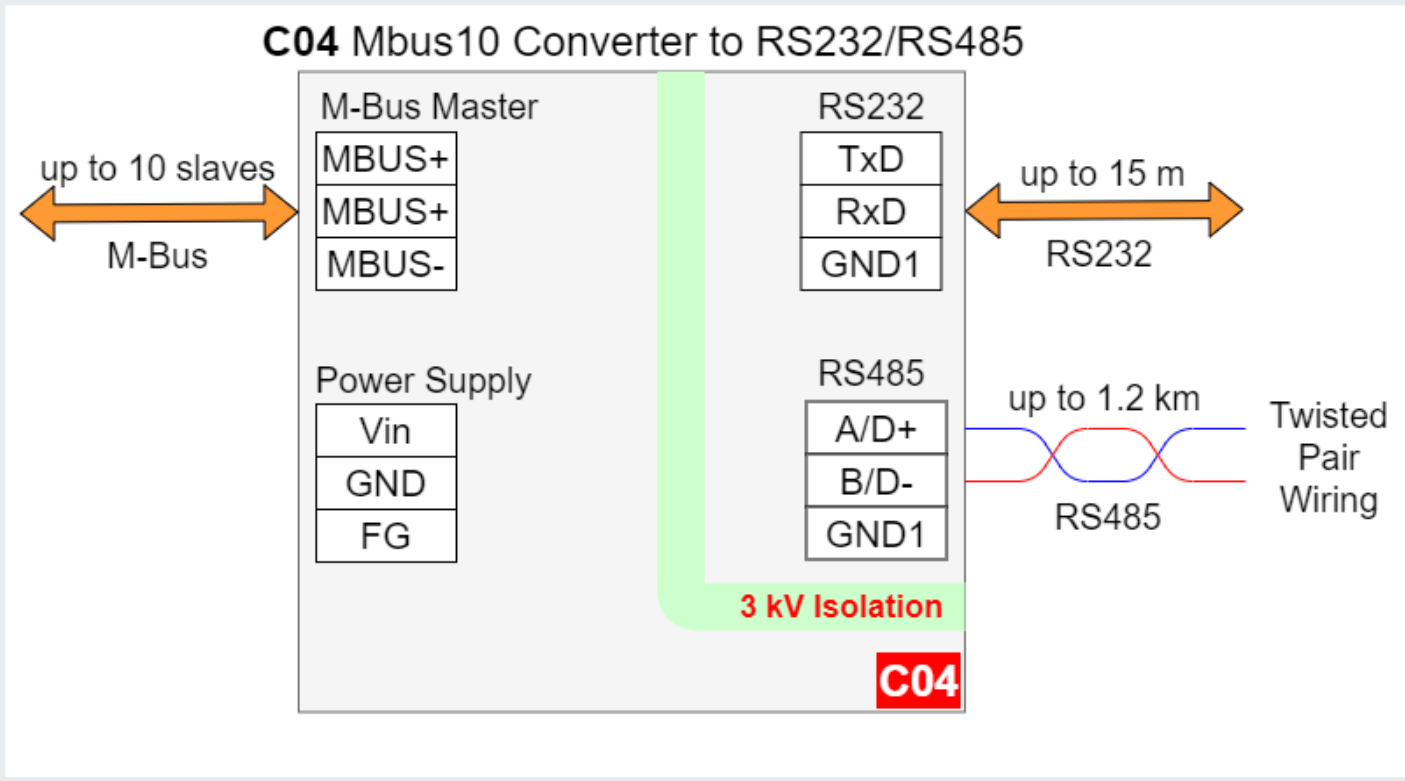 C04 Mbus10 Converter to RS232/RS485
M-Bus Master
MBUS+
MBUS+
MBUS-
up to 10 slaves
M-Bus
Power Supply
Vin
GND
FG
RS232
TxD
RxD
GND1
up to 15 m
RS232
RS485
A/D+
B/D-
GND1
up to 1.2 km
RS485
Twisted
Pair
Wiring
3 kV Isolation
C04